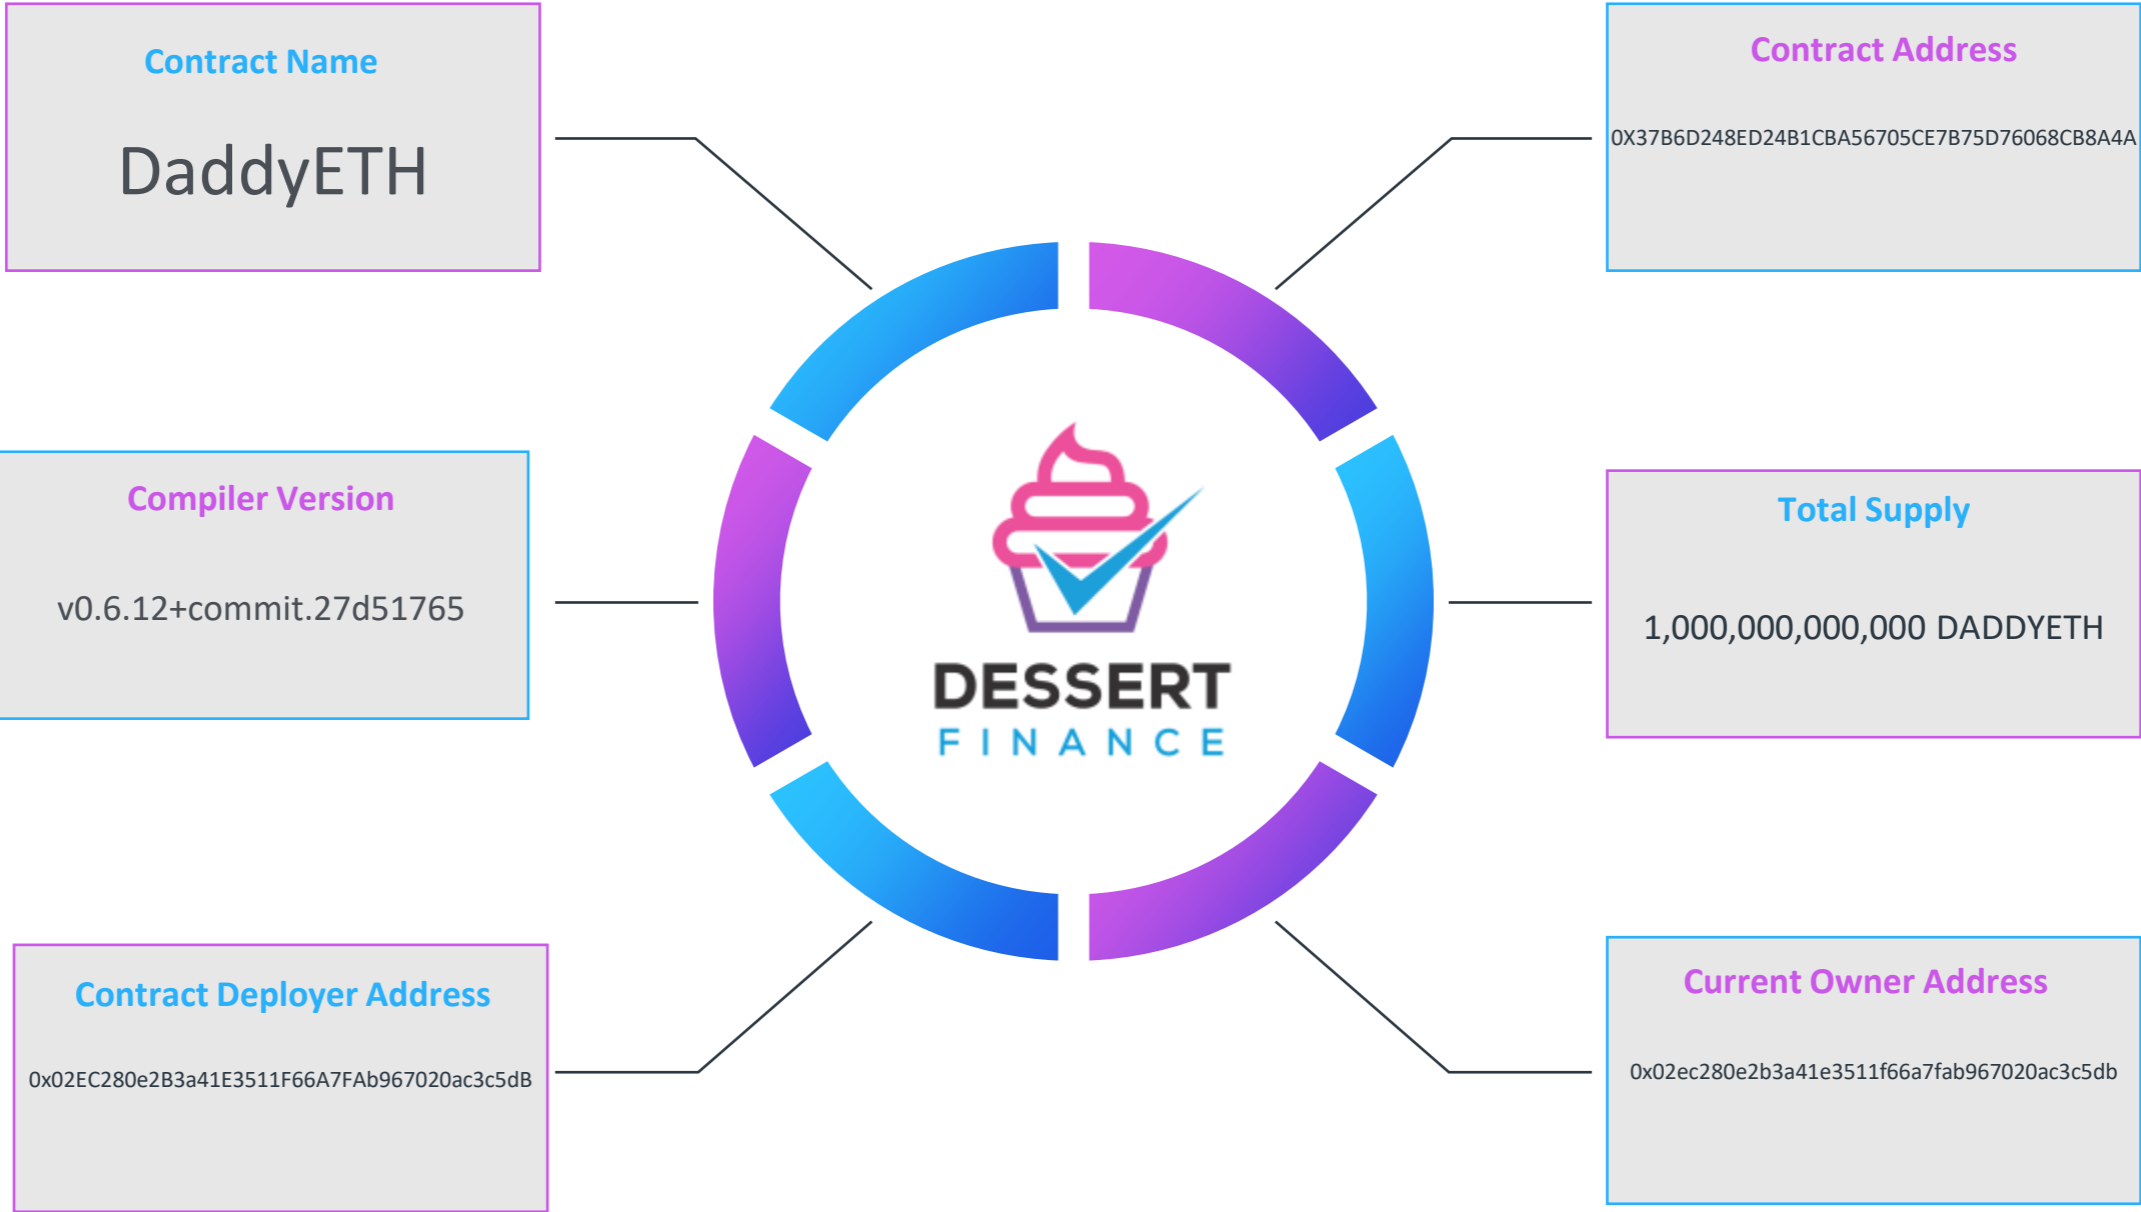 Contract Name
DaddyETH
Contract Address
0X37B6D248ED24B1CBA56705CE7B75D76068CB8A4A
Compiler Version
v0.6.12+commit.27d51765
DESSERT
FINANCE
Total Supply
1,000,000,000,000 DADDYETH
Contract Deployer Address
0x02EC280e2B3a41E3511F66A7FAb967020ac3c5dB
Current Owner Address
0x02ec280e2b3a41e3511f66a7fab967020ac3c5db